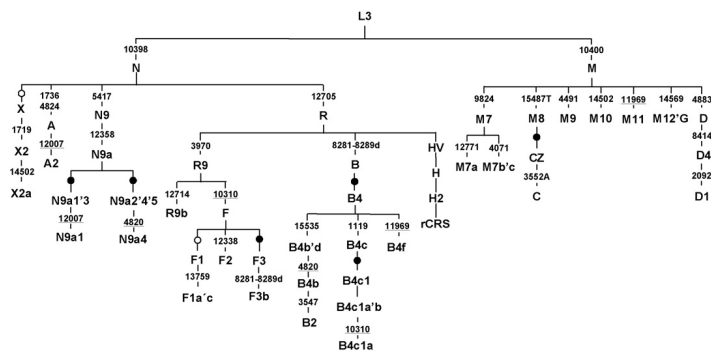 L3
10398 10400
N M
1736 5417 12705 9824 15487T 4491 14502 11969 14569 4883
X 4824 N9 R M7 M8 M9 M10 M11 M12'G D
A
1719 12007 12358 3970 8281-8289d HV 12771 4071 8414
X2 A2 N9a R9 B M7a M7b'c CZ D4
14502 H 3552A 2092
X2a 12714 10310 B4 H2 C D1
N9a1'3 N9a2'4'5 R9b F rCRS
12007 4820 15535 1119 11969
N9a1 N9a4 12338 B4b'd B4c B4f
F1 F2 F3 4820
13759 8281-8289d B4b B4c1
F1a´c F3b 3547 B4c1a'b
B2 10310
B4c1a